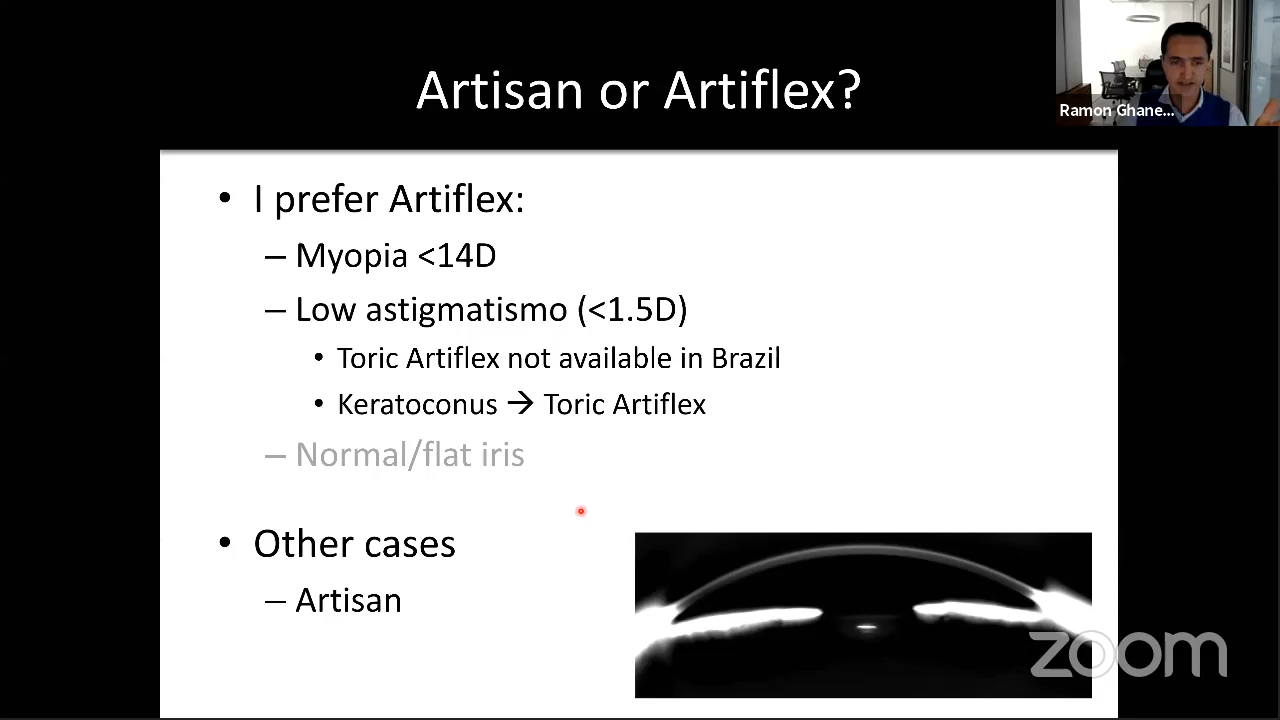 Artisan or Artiflex?
Ramon Ghane...
• I prefer Artiflex:
– Myopia <14D
– Low astigmatismo (<1.5D)
• Toric Artiflex not available in Brazil
• Keratoconus → Toric Artiflex
– Normal/flat iris
• Other cases
– Artisan
zoom